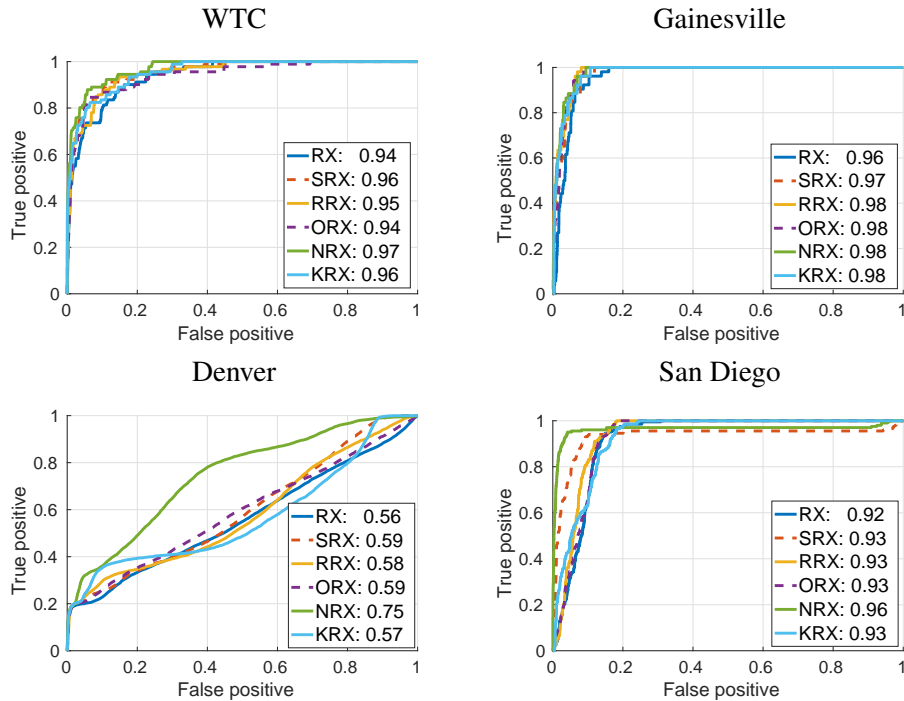 WTC
1
0.8
0.6
0.4
0.2
0
True positive
RX: 0.94
SRX: 0.96
RRX: 0.95
ORX: 0.94
NRX: 0.97
KRX: 0.96
0 0.2 0.4 0.6 0.8 1
False positive
Gainesville
1
0.8
0.6
0.4
0.2
0
True positive
RX: 0.96
SRX: 0.97
RRX: 0.98
ORX: 0.98
NRX: 0.98
KRX: 0.98
0 0.2 0.4 0.6 0.8 1
False positive
Denver
1
0.8
0.6
0.4
0.2
0
True positive
RX: 0.56
SRX: 0.59
RRX: 0.58
ORX: 0.59
NRX: 0.75
KRX: 0.57
0 0.2 0.4 0.6 0.8 1
False positive
San Diego
1
0.8
0.6
0.4
0.2
0
True positive
RX: 0.92
SRX: 0.93
RRX: 0.93
ORX: 0.93
NRX: 0.96
KRX: 0.93
0 0.2 0.4 0.6 0.8 1
False positive